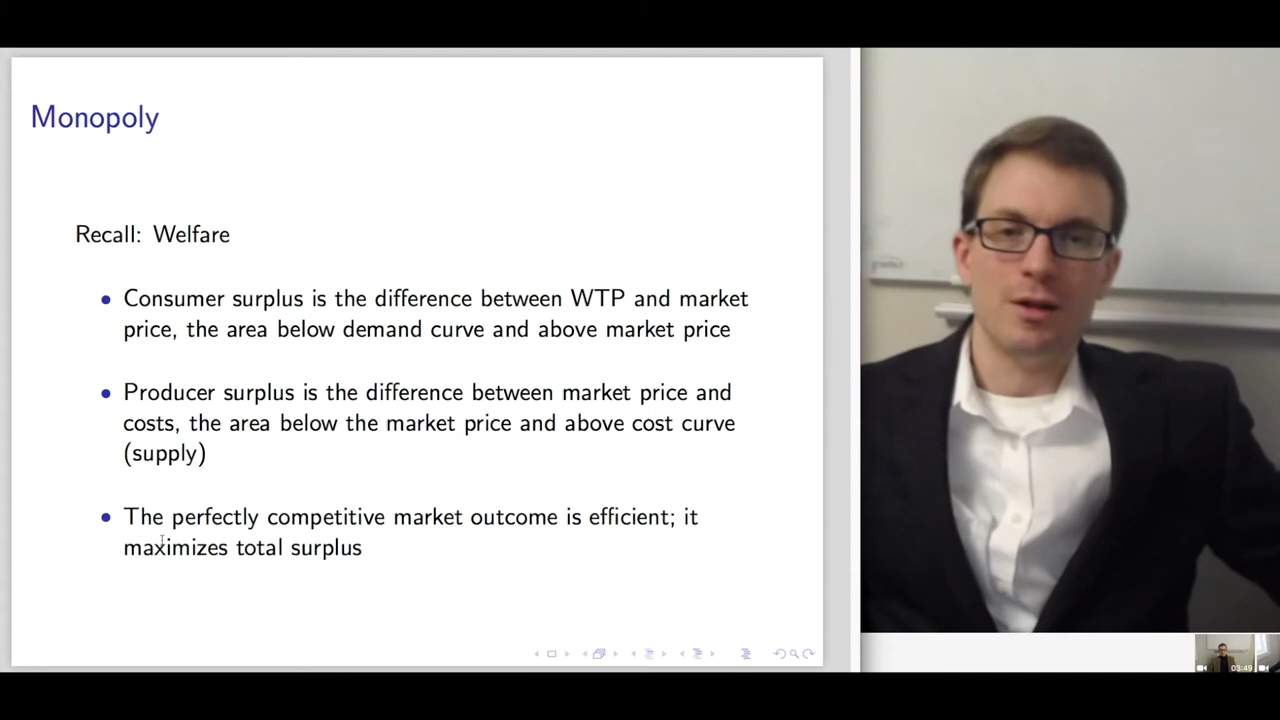 Monopoly
Recall: Welfare
• Consumer surplus is the difference between WTP and market
price, the area below demand curve and above market price
• Producer surplus is the difference between market price and
costs, the area below the market price and above cost curve
(supply)
• The perfectly competitive market outcome is efficient; it
maximizes total surplus
03:49